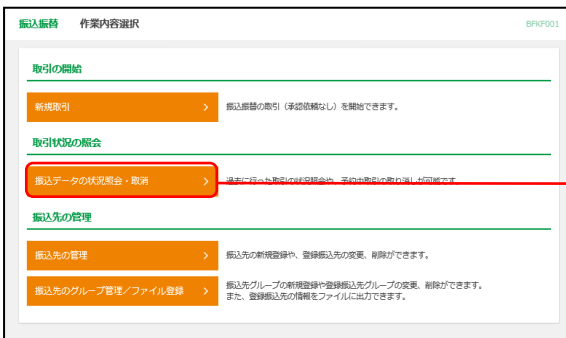 振込振替 作業内容選択 BFKF001
取引の開始
新規取引 > 振込振替の取引（承認依頼なし）を開始できます。
取引状況の照会
振込データの状況照会・取消 > 過去に行った取引の状況照会や、予約中取引の取り消しが可能です。
振込先の管理
振込先の管理 > 振込先の新規登録や、登録振込先の変更、削除ができます。
振込先のグループ管理／ファイル登録 > 振込先グループの新規登録や登録振込先グループの変更、削除ができます。
また、登録振込先の情報をファイルに出力できます。